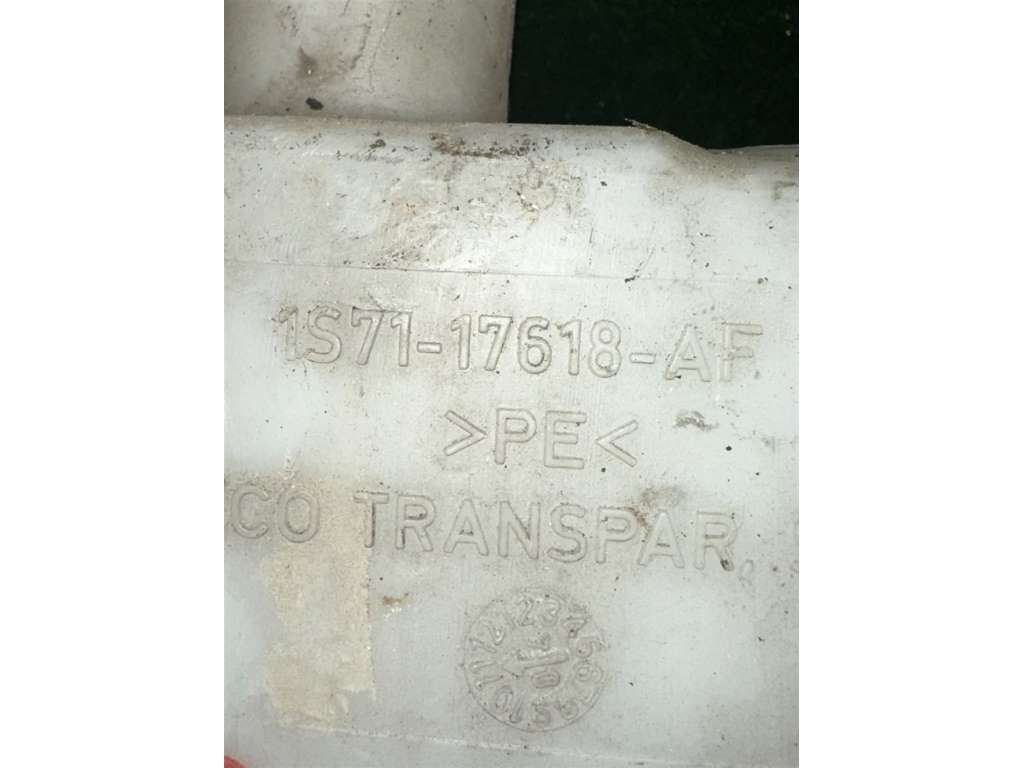 1S71-17618-AF
>PE<
CO TRANSPAR.